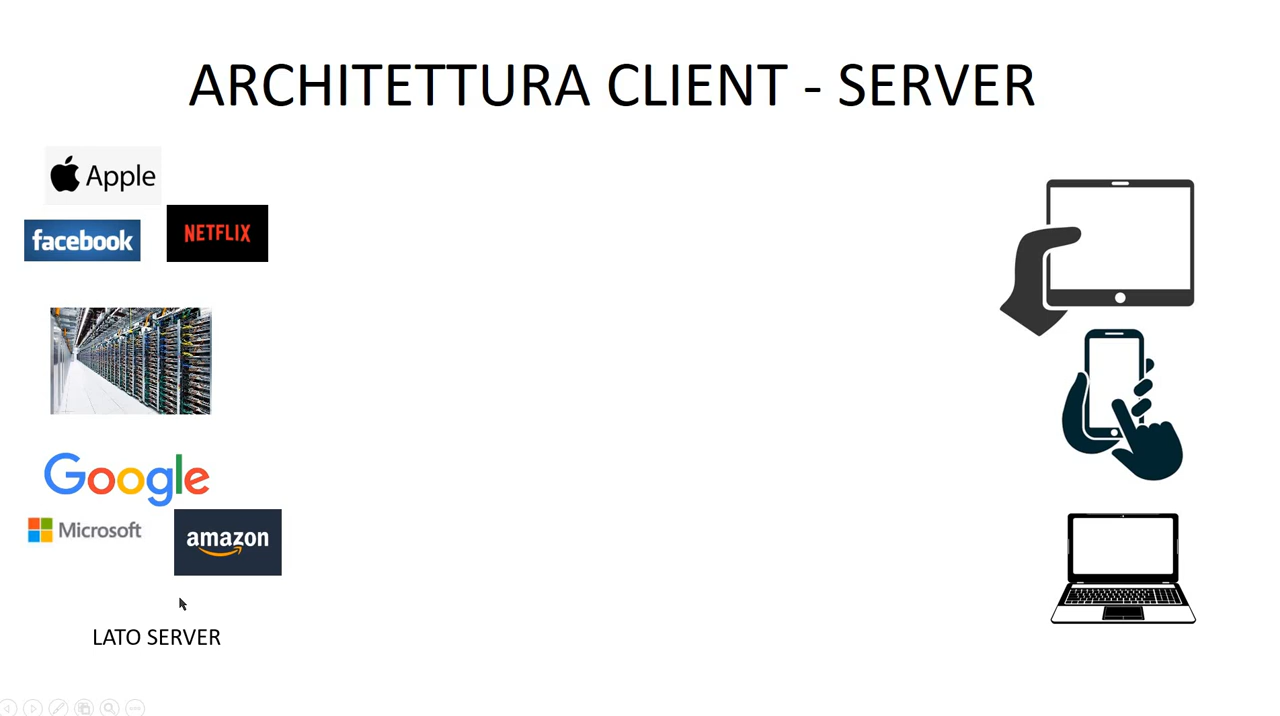 ARCHITETTURA CLIENT - SERVER
Apple
facebook
NETFLIX
Google
Microsoft
amazon
LATO SERVER